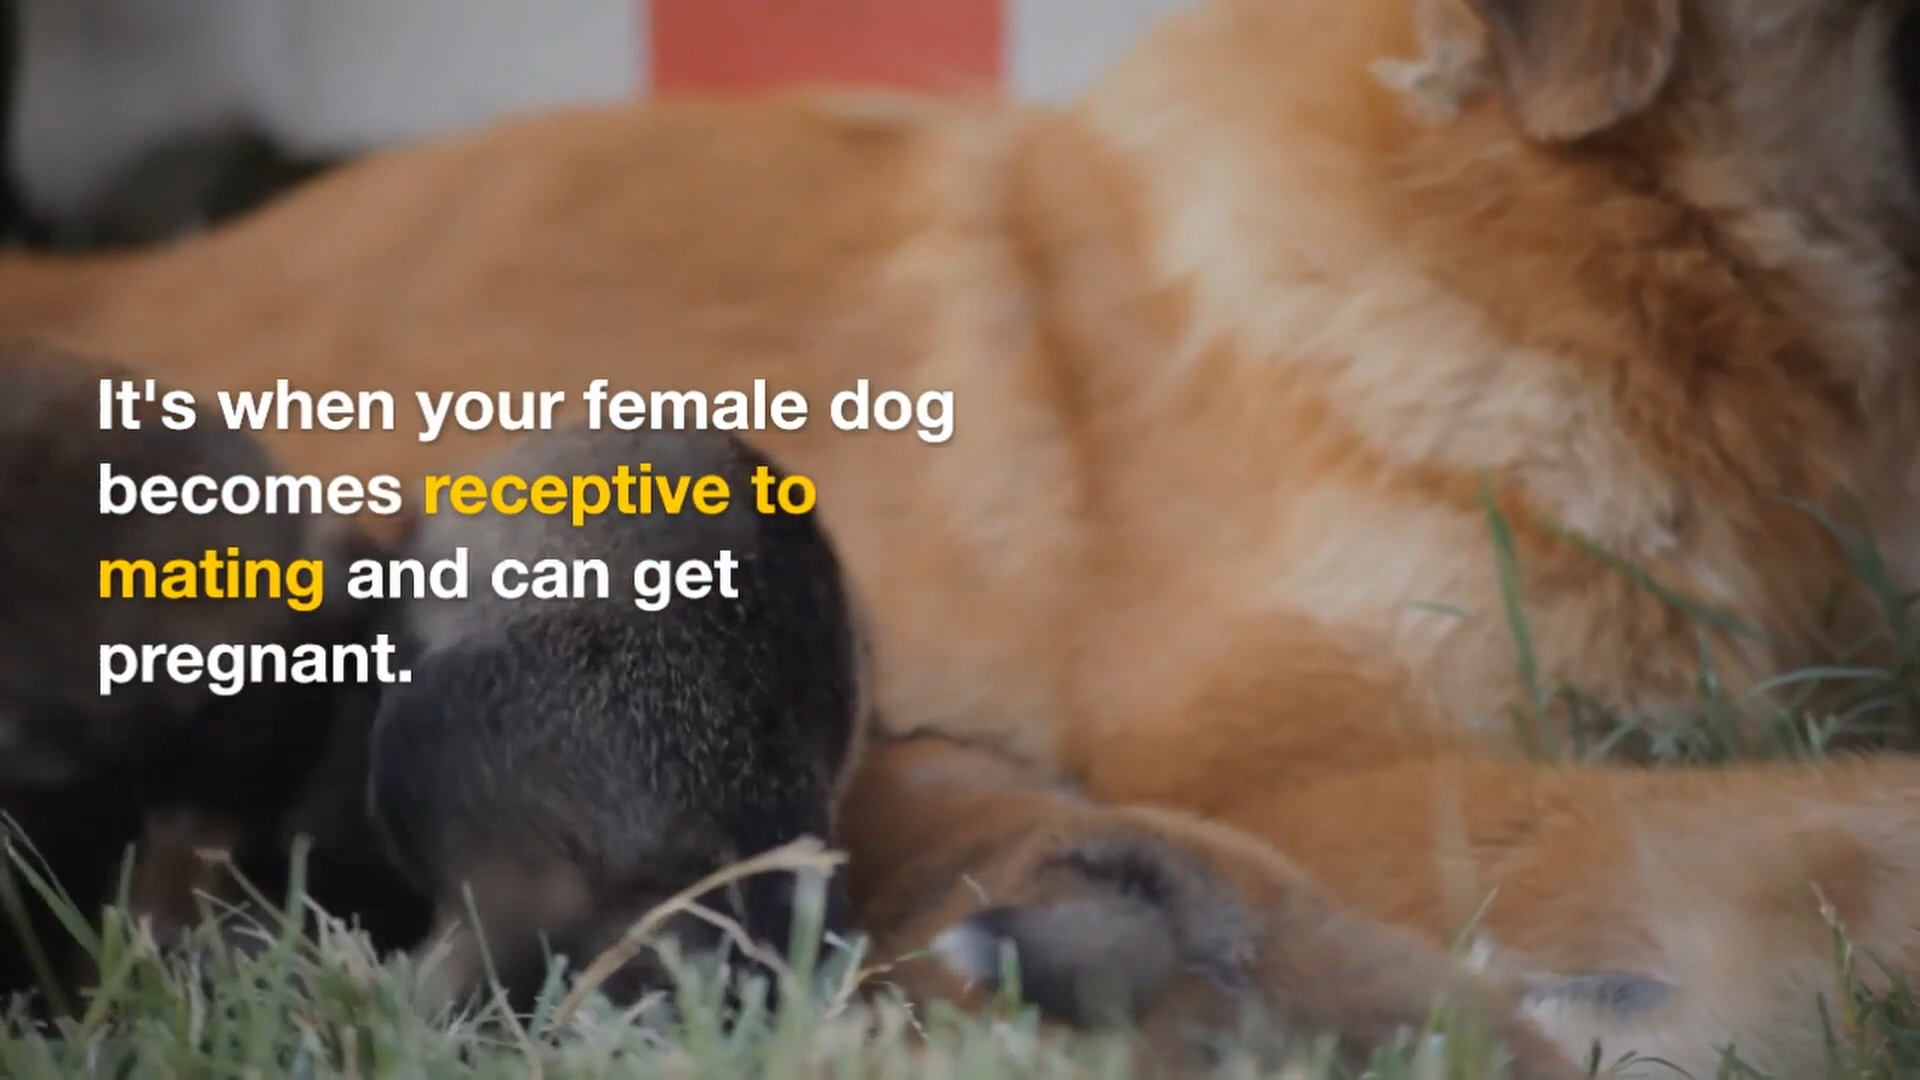 It's when your female dog
becomes receptive to
mating and can get
pregnant.